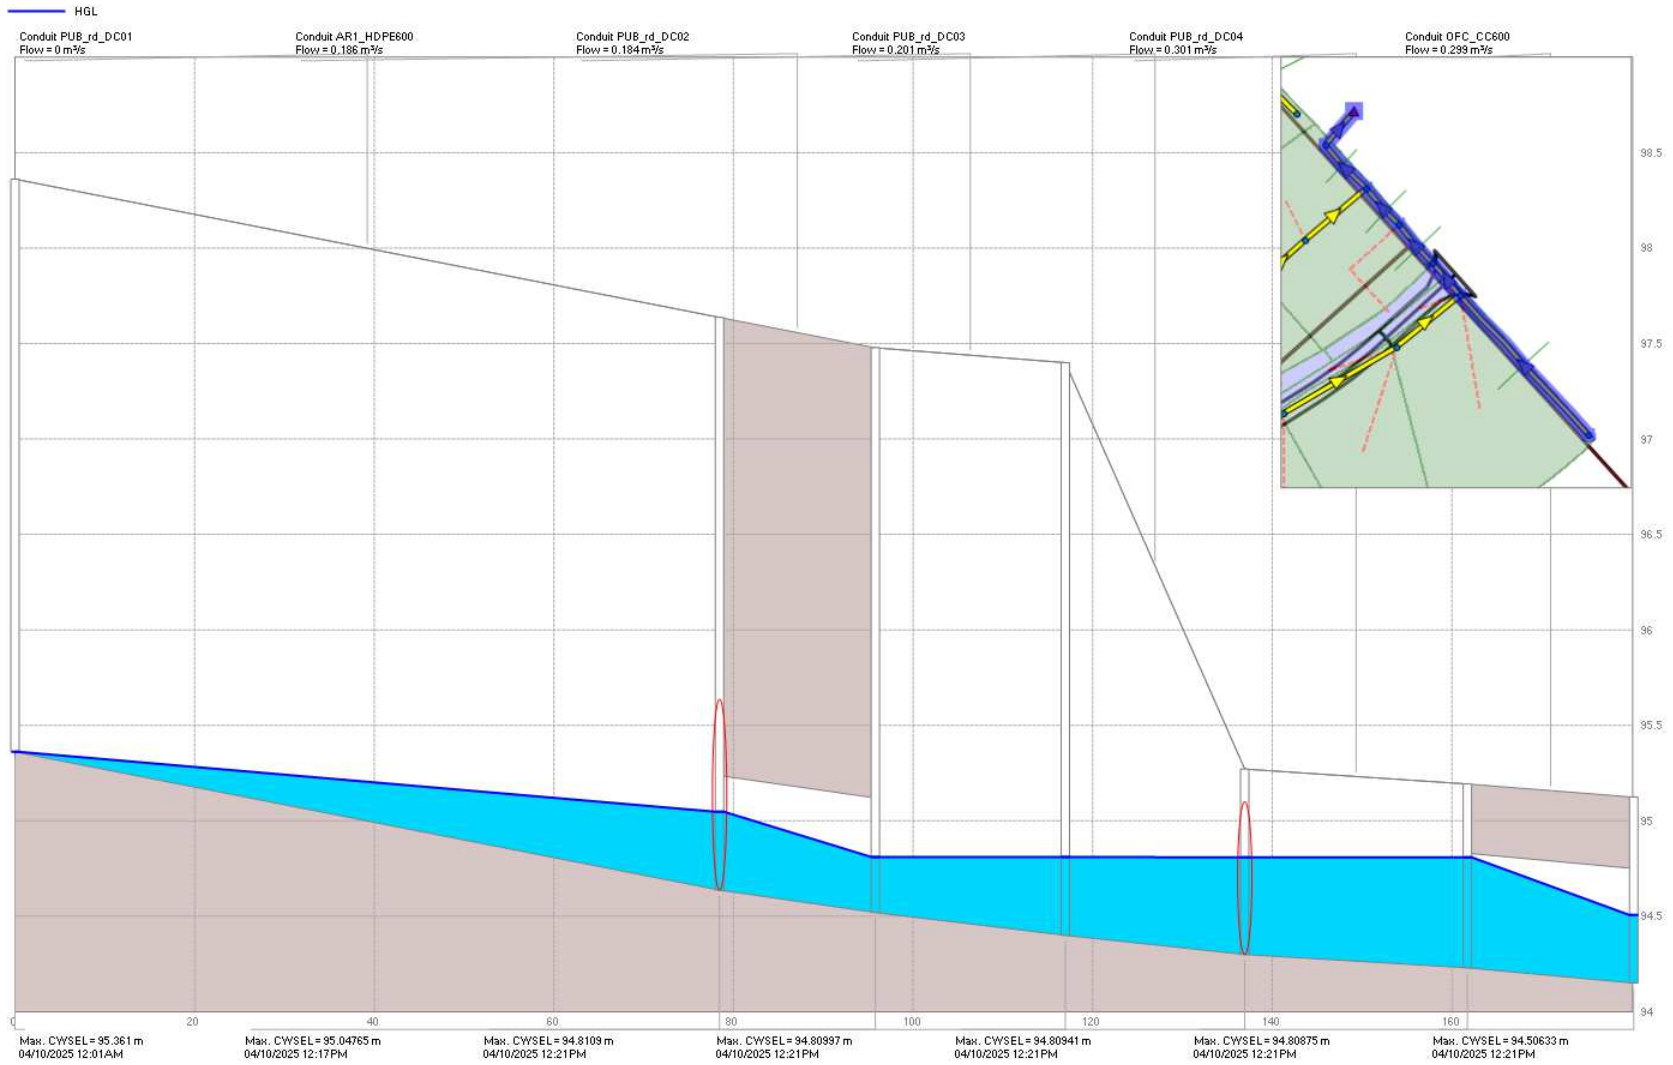 HGL
Conduit PUB_rd_DC01
Flow = 0 m³/s
Conduit AR1_HDPE600
Flow = 0.186 m³/s
Conduit PUB_rd_DC02
Flow = 0.184 m³/s
Conduit PUB_rd_DC03
Flow = 0.201 m³/s
Conduit PUB_rd_DC04
Flow = 0.301 m³/s
Conduit OFC_CC600
Flow = 0.299 m³/s
98.5
98
97.5
97
96.5
96
95.5
95
94.5
94
0 20 40 60 80 100 120 140 160
Max. CWSEL = 95.361 m
04/10/2025 12:01AM
Max. CWSEL = 95.04765 m
04/10/2025 12:17PM
Max. CWSEL = 94.8109 m
04/10/2025 12:21PM
Max. CWSEL = 94.80997 m
04/10/2025 12:21PM
Max. CWSEL = 94.80941 m
04/10/2025 12:21PM
Max. CWSEL = 94.80875 m
04/10/2025 12:21PM
Max. CWSEL = 94.50633 m
04/10/2025 12:21PM